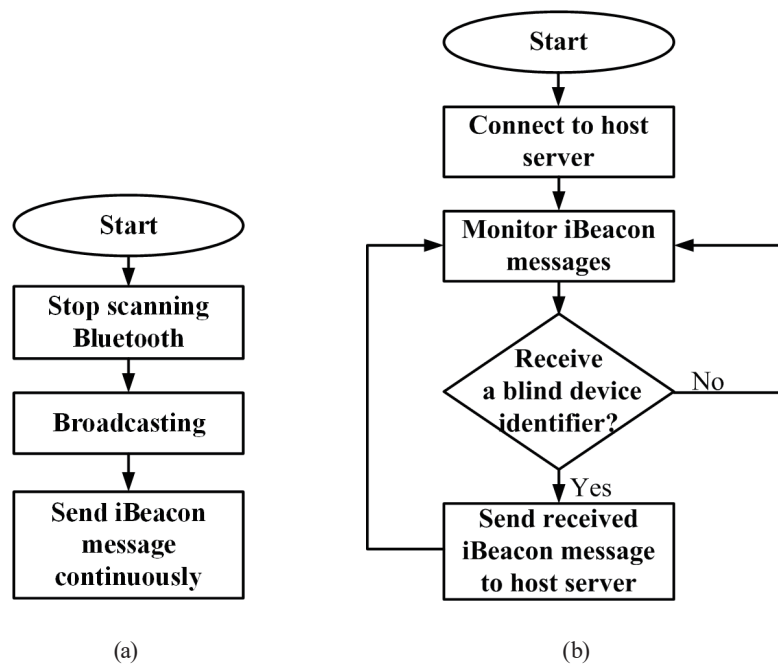 Start
Stop scanning
Bluetooth
Broadcasting
Send iBeacon
message
continuously
(a)
Start
Connect to host
server
Monitor iBeacon
messages
Receive
a blind device
identifier?
No
Yes
Send received
iBeacon message
to host server
(b)